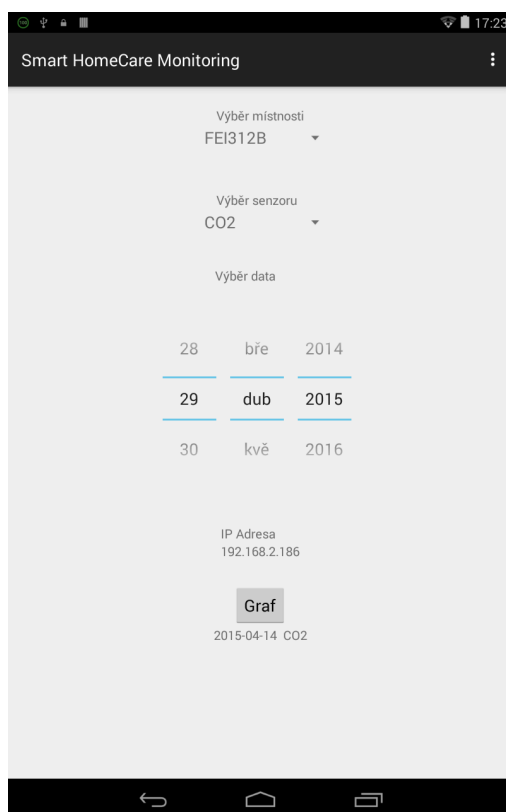 17:23
Smart HomeCare Monitoring
Výběr místnosti
FEI312B
Výběr senzoru
CO2
Výběr data
28 bře 2014
29 dub 2015
30 kvě 2016
IP Adresa
192.168.2.186
Graf
2015-04-14 CO2